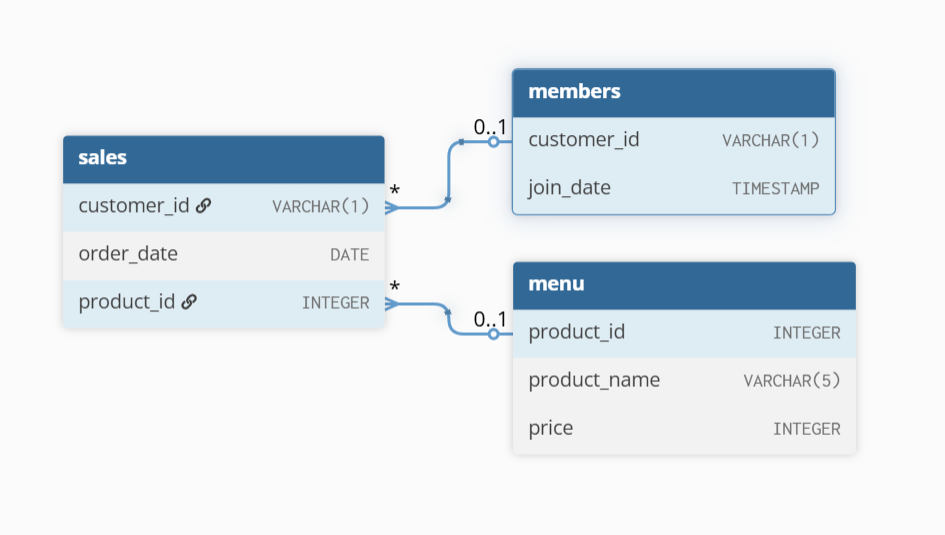 sales
customer_id VARCHAR(1)
order_date DATE
product_id INTEGER
*
*
0..1
0..1
members
customer_id VARCHAR(1)
join_date TIMESTAMP
menu
product_id INTEGER
product_name VARCHAR(5)
price INTEGER